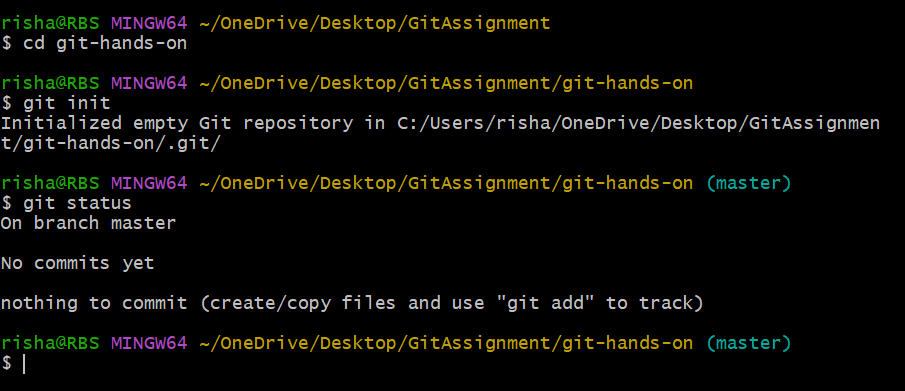 risha@RBS MINGW64 ~/OneDrive/Desktop/GitAssignment
$ cd git-hands-on
risha@RBS MINGW64 ~/OneDrive/Desktop/GitAssignment/git-hands-on
$ git init
Initialized empty Git repository in C:/Users/risha/OneDrive/Desktop/GitAssignmen
t/git-hands-on/.git/
risha@RBS MINGW64 ~/OneDrive/Desktop/GitAssignment/git-hands-on (master)
$ git status
On branch master
No commits yet
nothing to commit (create/copy files and use "git add" to track)
risha@RBS MINGW64 ~/OneDrive/Desktop/GitAssignment/git-hands-on (master)
$